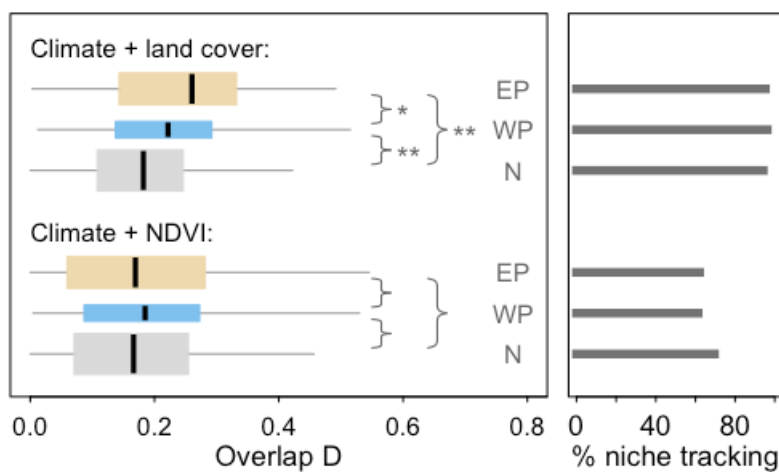 Climate + land cover:
EP
* WP
** ** N
Climate + NDVI:
EP
WP
N
0.0 0.2 0.4 0.6 0.8
Overlap D
0 40 80
% niche tracking